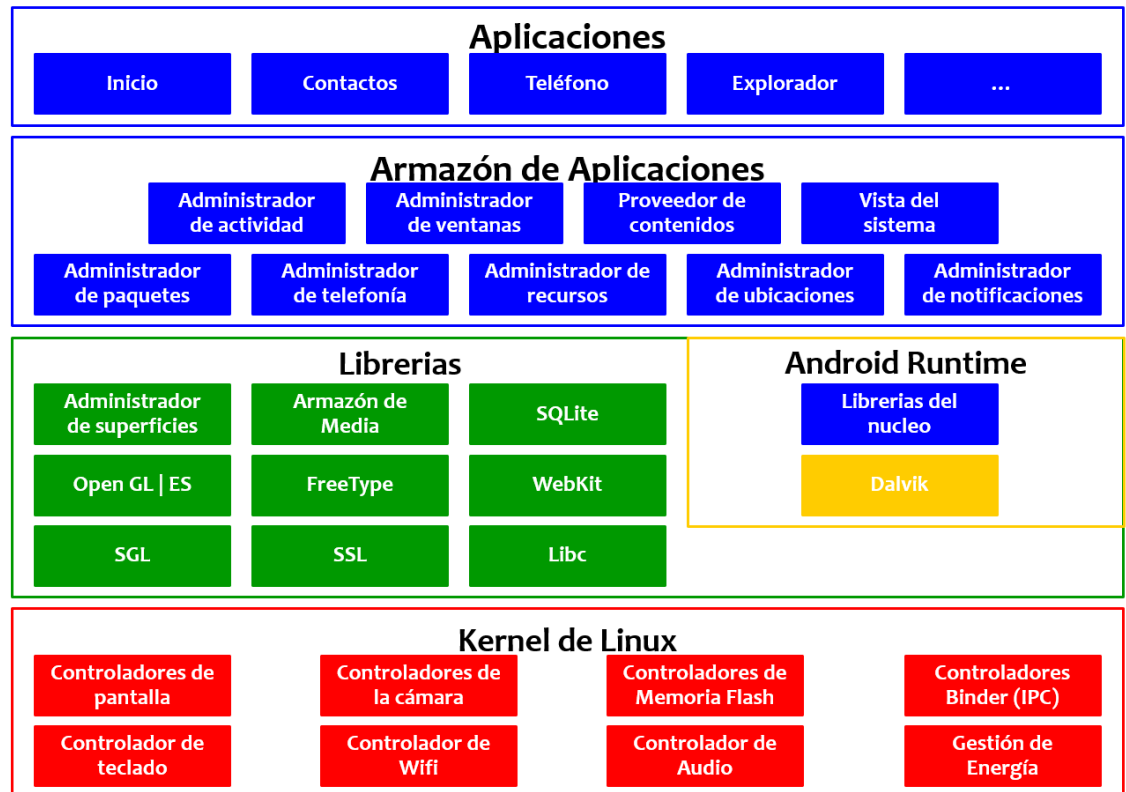 Aplicaciones
Inicio
Contactos
Teléfono
Explorador
...
Armazón de Aplicaciones
Administrador
de actividad
Administrador
de ventanas
Proveedor de
contenidos
Vista del
sistema
Administrador
de paquetes
Administrador
de telefonía
Administrador de
recursos
Administrador
de ubicaciones
Administrador
de notificaciones
Librerias
Administrador
de superficies
Armazón de
Media
SQLite
Open GL | ES
FreeType
WebKit
SGL
SSL
Libc
Android Runtime
Librerias del
nucleo
Dalvik
Kernel de Linux
Controladores de
pantalla
Controladores de
la cámara
Controladores de
Memoria Flash
Controladores
Binder (IPC)
Controlador de
teclado
Controlador de
Wifi
Controlador de
Audio
Gestión de
Energía